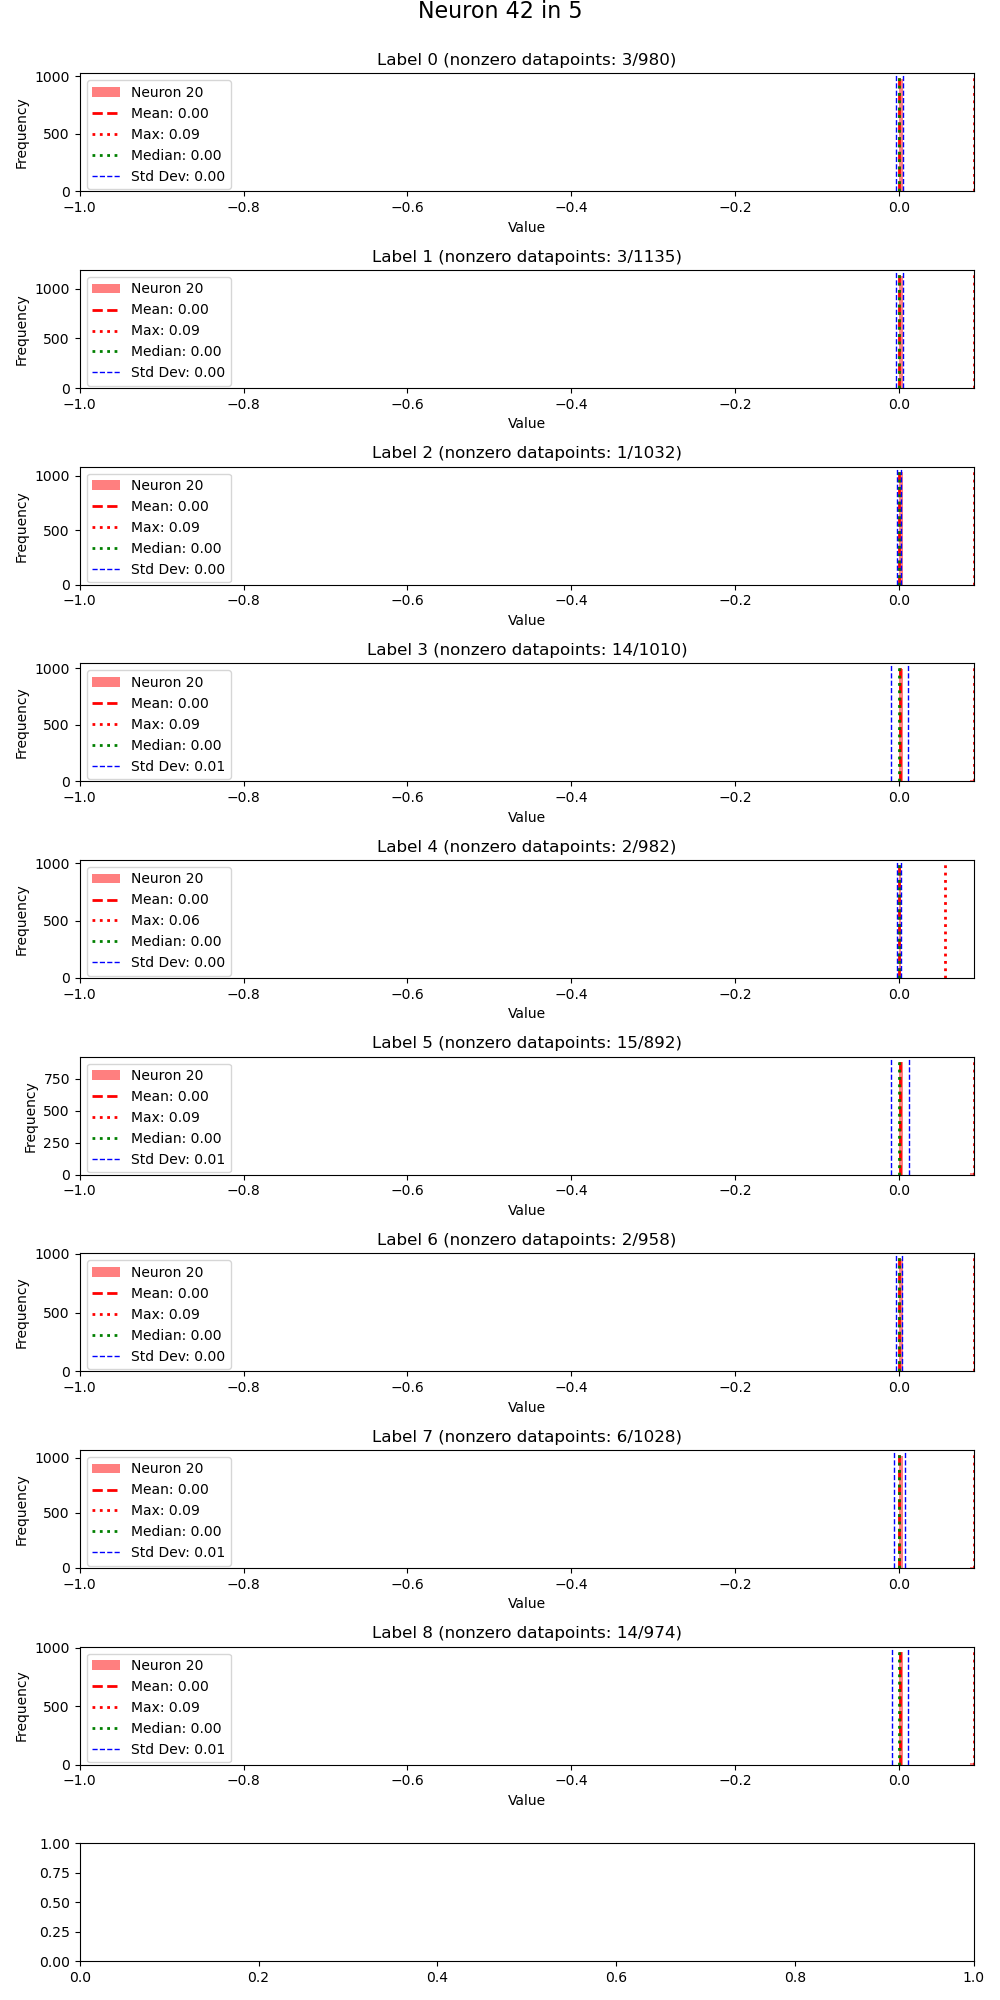 Neuron 42 in 5
Label 0 (nonzero datapoints: 3/980)
1000
500
0
Frequency
Neuron 20
Mean: 0.00
Max: 0.09
Median: 0.00
Std Dev: 0.00
−1.0 −0.8 −0.6 −0.4 −0.2 0.0
Value
Label 1 (nonzero datapoints: 3/1135)
1000
500
0
Frequency
Neuron 20
Mean: 0.00
Max: 0.09
Median: 0.00
Std Dev: 0.00
−1.0 −0.8 −0.6 −0.4 −0.2 0.0
Value
Label 2 (nonzero datapoints: 1/1032)
1000
500
0
Frequency
Neuron 20
Mean: 0.00
Max: 0.09
Median: 0.00
Std Dev: 0.00
−1.0 −0.8 −0.6 −0.4 −0.2 0.0
Value
Label 3 (nonzero datapoints: 14/1010)
1000
500
0
Frequency
Neuron 20
Mean: 0.00
Max: 0.09
Median: 0.00
Std Dev: 0.01
−1.0 −0.8 −0.6 −0.4 −0.2 0.0
Value
Label 4 (nonzero datapoints: 2/982)
1000
500
0
Frequency
Neuron 20
Mean: 0.00
Max: 0.06
Median: 0.00
Std Dev: 0.00
−1.0 −0.8 −0.6 −0.4 −0.2 0.0
Value
Label 5 (nonzero datapoints: 15/892)
750
500
250
0
Frequency
Neuron 20
Mean: 0.00
Max: 0.09
Median: 0.00
Std Dev: 0.01
−1.0 −0.8 −0.6 −0.4 −0.2 0.0
Value
Label 6 (nonzero datapoints: 2/958)
1000
500
0
Frequency
Neuron 20
Mean: 0.00
Max: 0.09
Median: 0.00
Std Dev: 0.00
−1.0 −0.8 −0.6 −0.4 −0.2 0.0
Value
Label 7 (nonzero datapoints: 6/1028)
1000
500
0
Frequency
Neuron 20
Mean: 0.00
Max: 0.09
Median: 0.00
Std Dev: 0.01
−1.0 −0.8 −0.6 −0.4 −0.2 0.0
Value
Label 8 (nonzero datapoints: 14/974)
1000
500
0
Frequency
Neuron 20
Mean: 0.00
Max: 0.09
Median: 0.00
Std Dev: 0.01
−1.0 −0.8 −0.6 −0.4 −0.2 0.0
Value
1.00
0.75
0.50
0.25
0.00
0.0 0.2 0.4 0.6 0.8 1.0